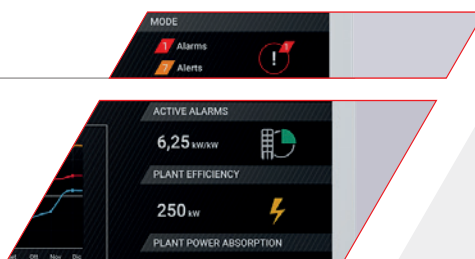 MODE
1 Alarms
1
!
7 Alerts
ACTIVE ALARMS
6,25 kW/kW
PLANT EFFICIENCY
250 kW
PLANT POWER ABSORPTION
Ott Nov Dic